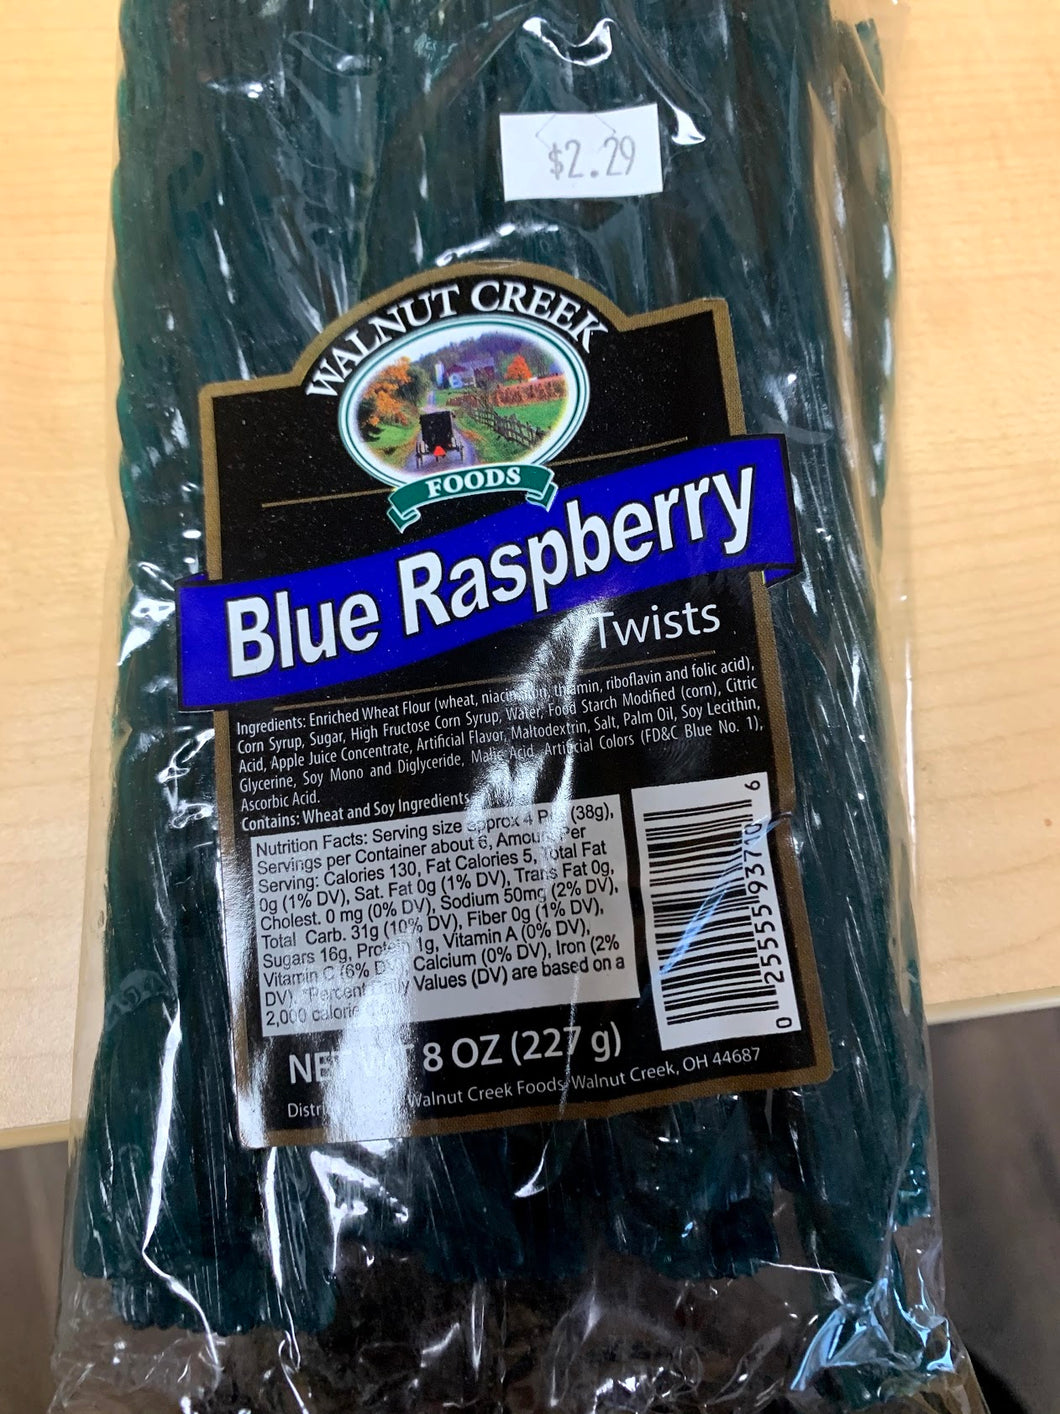 $2.29
WALNUT CREEK
FOODS
Blue Raspberry
Twists
Ingredients: Enriched Wheat Flour (wheat, niacin, riboflavin and folic acid),
Corn Syrup, Sugar, High Fructose Corn Syrup, Water, Food Starch Modified (corn), Citric
Acid, Apple Juice Concentrate, Artificial Flavor, Maltodextrin, Salt, Palm Oil, Soy Lecithin,
Glycerine, Soy Mono and Diglyceride, Malic Acid, Artificial Colors (FD&C Blue No. 1),
Ascorbic Acid.
Contains: Wheat and Soy Ingredients
Nutrition Facts: Serving size approx 4 (38g),
Servings per Container about 6, Amount Per
Serving: Calories 130, Fat Calories 5, Total Fat
0g (1% DV), Sat. Fat 0g (1% DV), Trans Fat 0g,
Cholest. 0 mg (0% DV), Sodium 50mg (2% DV),
Total Carb. 31g (10% DV), Fiber 0g (1% DV),
Sugars 16g, Protein 1g, Vitamin A (0% DV),
Vitamin C (6% DV), Calcium (0% DV), Iron (2%
DV). *Percent Daily Values (DV) are based on a
2,000 calorie
NET WT 8 OZ (227 g)
Walnut Creek Foods Walnut Creek, OH 44687
0 25555 93710 6